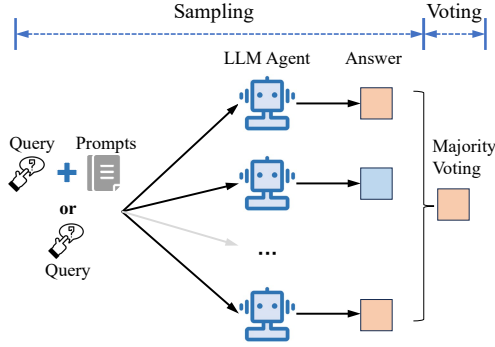 Sampling
Voting
LLM Agent
Answer
Query
Prompts
+
or
Query
...
Majority
Voting